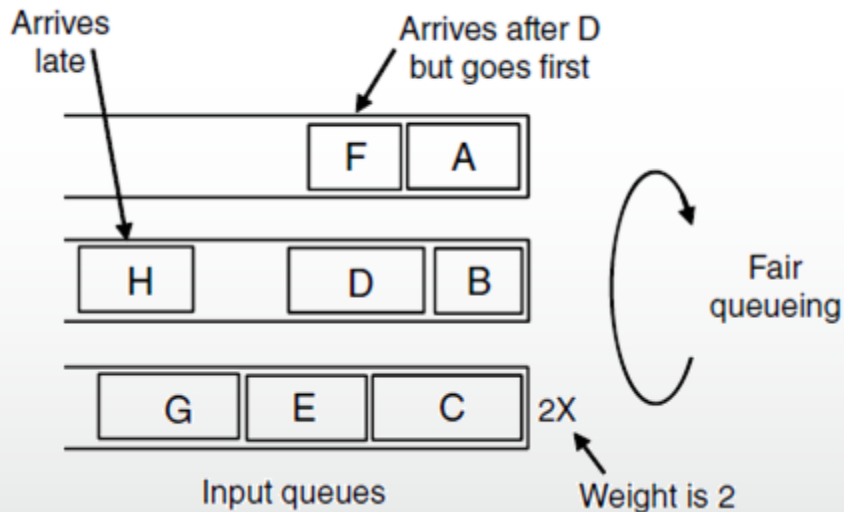 Arrives
late
Arrives after D
but goes first
F
A
H
D
B
Fair
queueing
G
E
C
2X
Input queues
Weight is 2